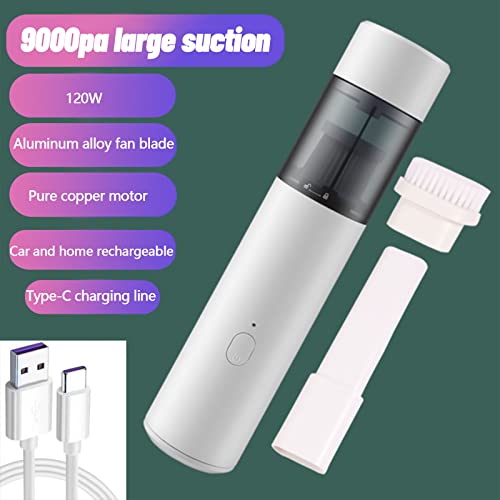 9000pa large suction
120W
Aluminum alloy fan blade
Pure copper motor
Car and home rechargeable
Type-C charging line